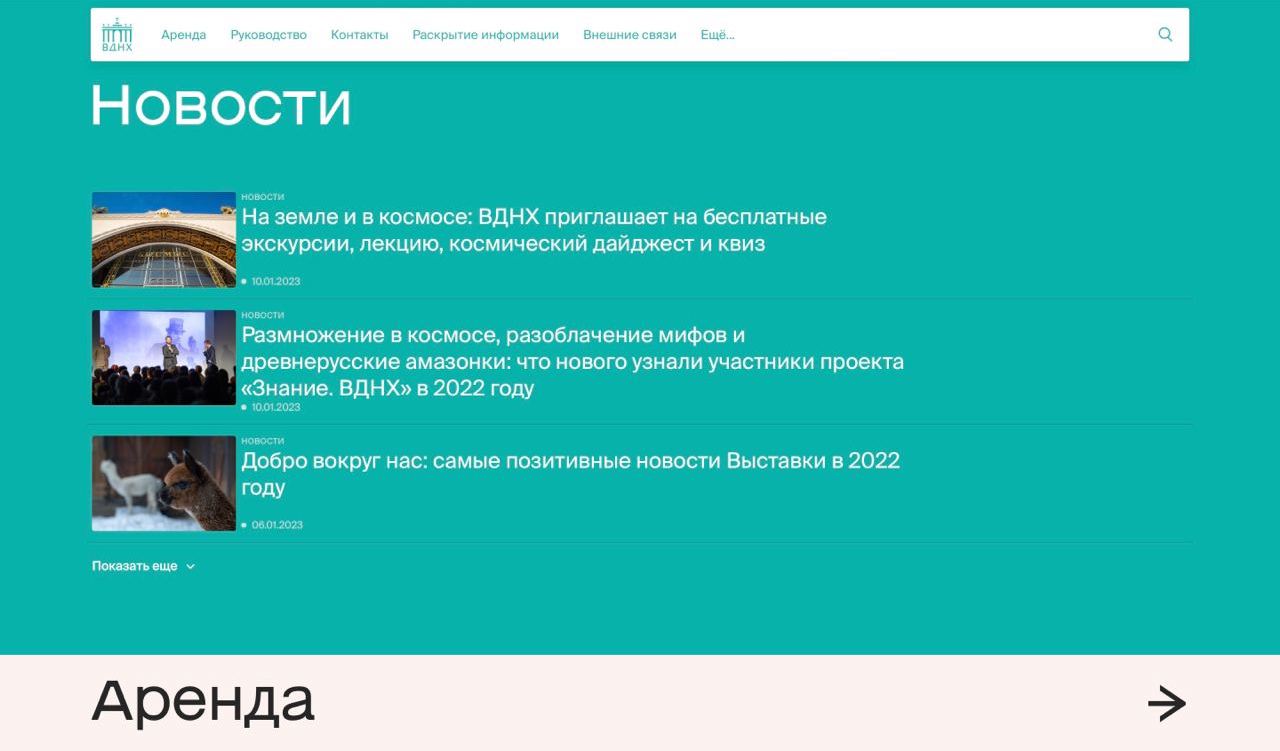 ВДНХ
Аренда Руководство Контакты Раскрытие информации Внешние связи Ещё...
Новости
НОВОСТИ
На земле и в космосе: ВДНХ приглашает на бесплатные
экскурсии, лекцию, космический дайджест и квиз
10.01.2023
НОВОСТИ
Размножение в космосе, разоблачение мифов и
древнерусские амазонки: что нового узнали участники проекта
«Знание. ВДНХ» в 2022 году
10.01.2023
НОВОСТИ
Добро вокруг нас: самые позитивные новости Выставки в 2022
году
06.01.2023
Показать еще
Аренда